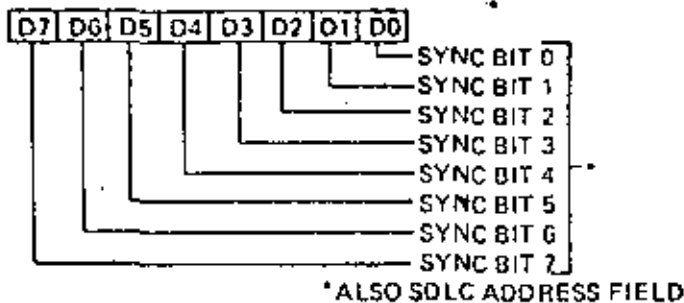 D7 D6 D5 D4 D3 D2 D1 D0
SYNC BIT 0
SYNC BIT 1
SYNC BIT 2
SYNC BIT 3
SYNC BIT 4
SYNC BIT 5
SYNC BIT 6
SYNC BIT 7
*
*ALSO SDLC ADDRESS FIELD